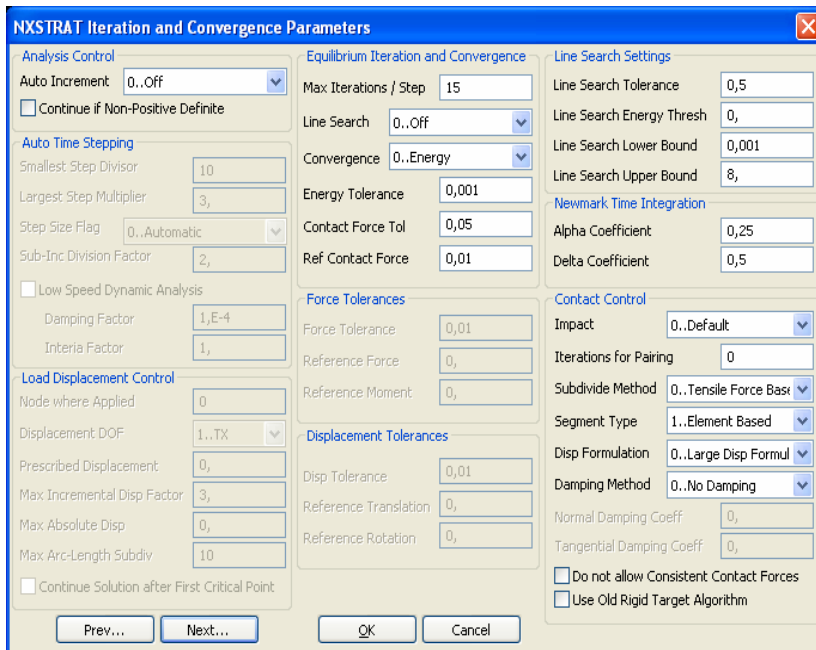 NXSTRAT Iteration and Convergence Parameters
Analysis Control
Auto Increment 0..Off
Continue if Non-Positive Definite
Auto Time Stepping
Smallest Step Divisor 10
Largest Step Multiplier 3,
Step Size Flag 0..Automatic
Sub-Inc Division Factor 2,
Low Speed Dynamic Analysis
Damping Factor 1,E-4
Interia Factor 1,
Load Displacement Control
Node where Applied 0
Displacement DOF 1..TX
Prescribed Displacement 0,
Max Incremental Disp Factor 3,
Max Absolute Disp 0,
Max Arc-Length Subdiv 10
Continue Solution after First Critical Point
Equilibrium Iteration and Convergence
Max Iterations / Step 15
Line Search 0..Off
Convergence 0..Energy
Energy Tolerance 0,001
Contact Force Tol 0,05
Ref Contact Force 0,01
Force Tolerances
Force Tolerance 0,01
Reference Force 0,
Reference Moment 0,
Displacement Tolerances
Disp Tolerance 0,01
Reference Translation 0,
Reference Rotation 0,
Line Search Settings
Line Search Tolerance 0,5
Line Search Energy Thresh 0,
Line Search Lower Bound 0,001
Line Search Upper Bound 8,
Newmark Time Integration
Alpha Coefficient 0,25
Delta Coefficient 0,5
Contact Control
Impact 0..Default
Iterations for Pairing 0
Subdivide Method 0..Tensile Force Base
Segment Type 1..Element Based
Disp Formulation 0..Large Disp Formul
Damping Method 0..No Damping
Normal Damping Coeff 0,
Tangential Damping Coeff 0,
Do not allow Consistent Contact Forces
Use Old Rigid Target Algorithm
Prev... Next... OK Cancel